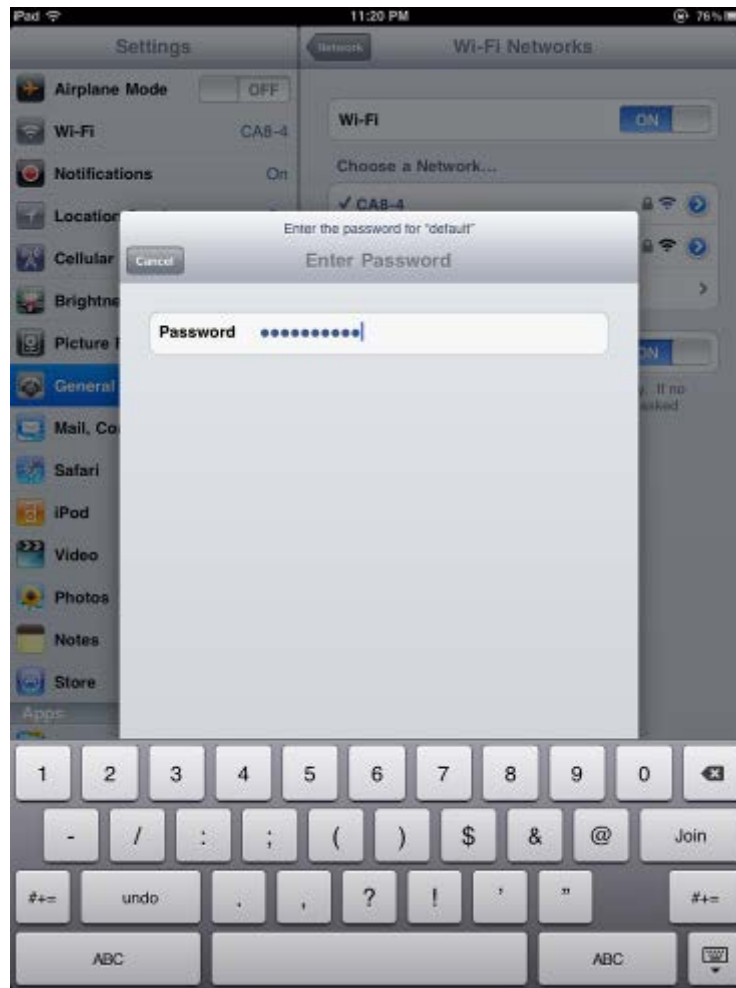 iPad 11:20 PM 76%
Settings
Network Wi-Fi Networks
Airplane Mode OFF
Wi-Fi CA8-4
Notifications On
Location
Cellular
Brightne
Picture F
General
Mail, Co
Safari
iPod
Video
Photos
Notes
Store
Apps
Wi-Fi ON
Choose a Network...
✓ CA8-4
ON
y. If no
asked
Enter the password for "default"
Cancel Enter Password
Password ••••••••••
1 2 3 4 5 6 7 8 9 0
- / : ; ( ) $ & @ Join
#+= undo . , ? ! ' " #+=
ABC ABC